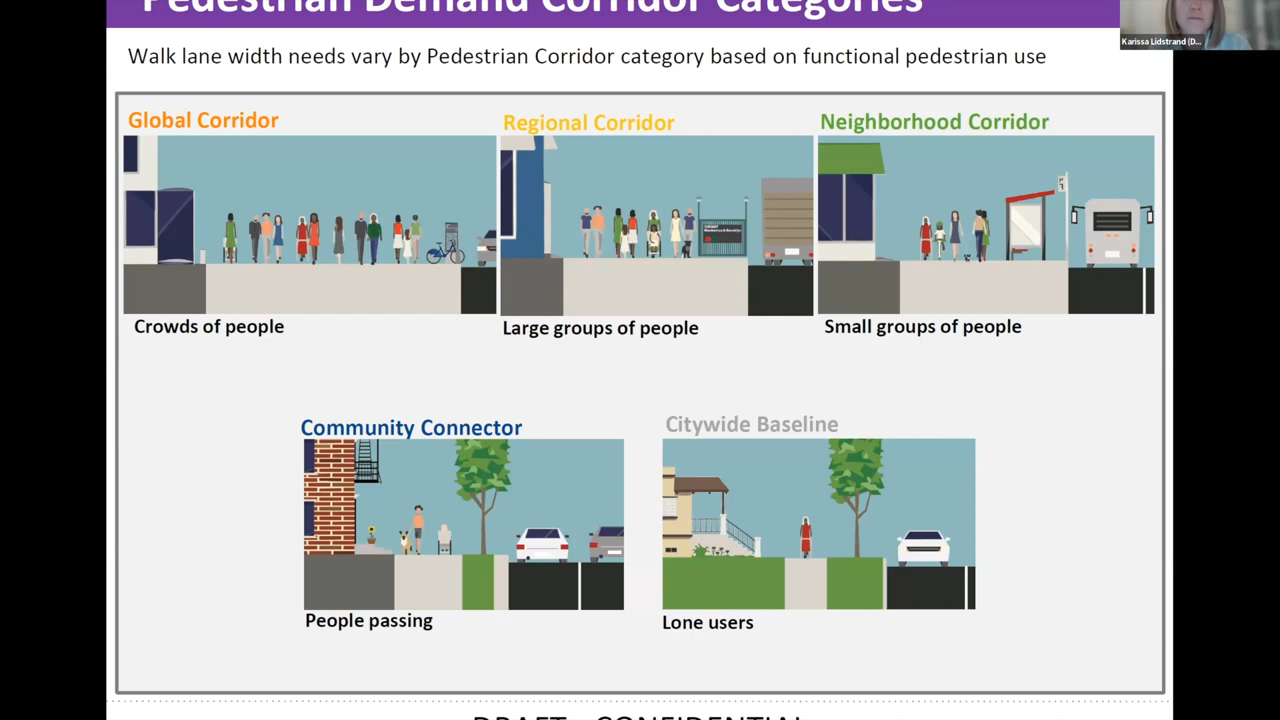 Pedestrian Demand Corridor Categories
Karissa Lidstrand (D...
Walk lane width needs vary by Pedestrian Corridor category based on functional pedestrian use
Global Corridor
Regional Corridor
Neighborhood Corridor
Crowds of people
Large groups of people
Small groups of people
Community Connector
Citywide Baseline
People passing
Lone users
DRAFT - CONFIDENTIAL